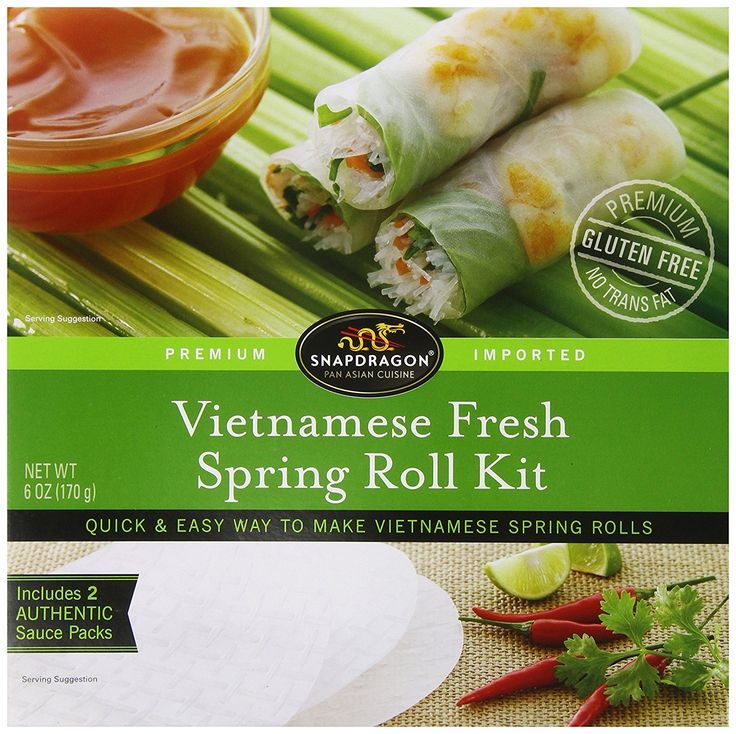 PREMIUM
GLUTEN FREE
NO TRANS FAT
Serving Suggestion
PREMIUM
SNAPDRAGON®
PAN ASIAN CUISINE
IMPORTED
Vietnamese Fresh
Spring Roll Kit
NET WT
6 OZ (170 g)
QUICK & EASY WAY TO MAKE VIETNAMESE SPRING ROLLS
Includes 2
AUTHENTIC
Sauce Packs
Serving Suggestion